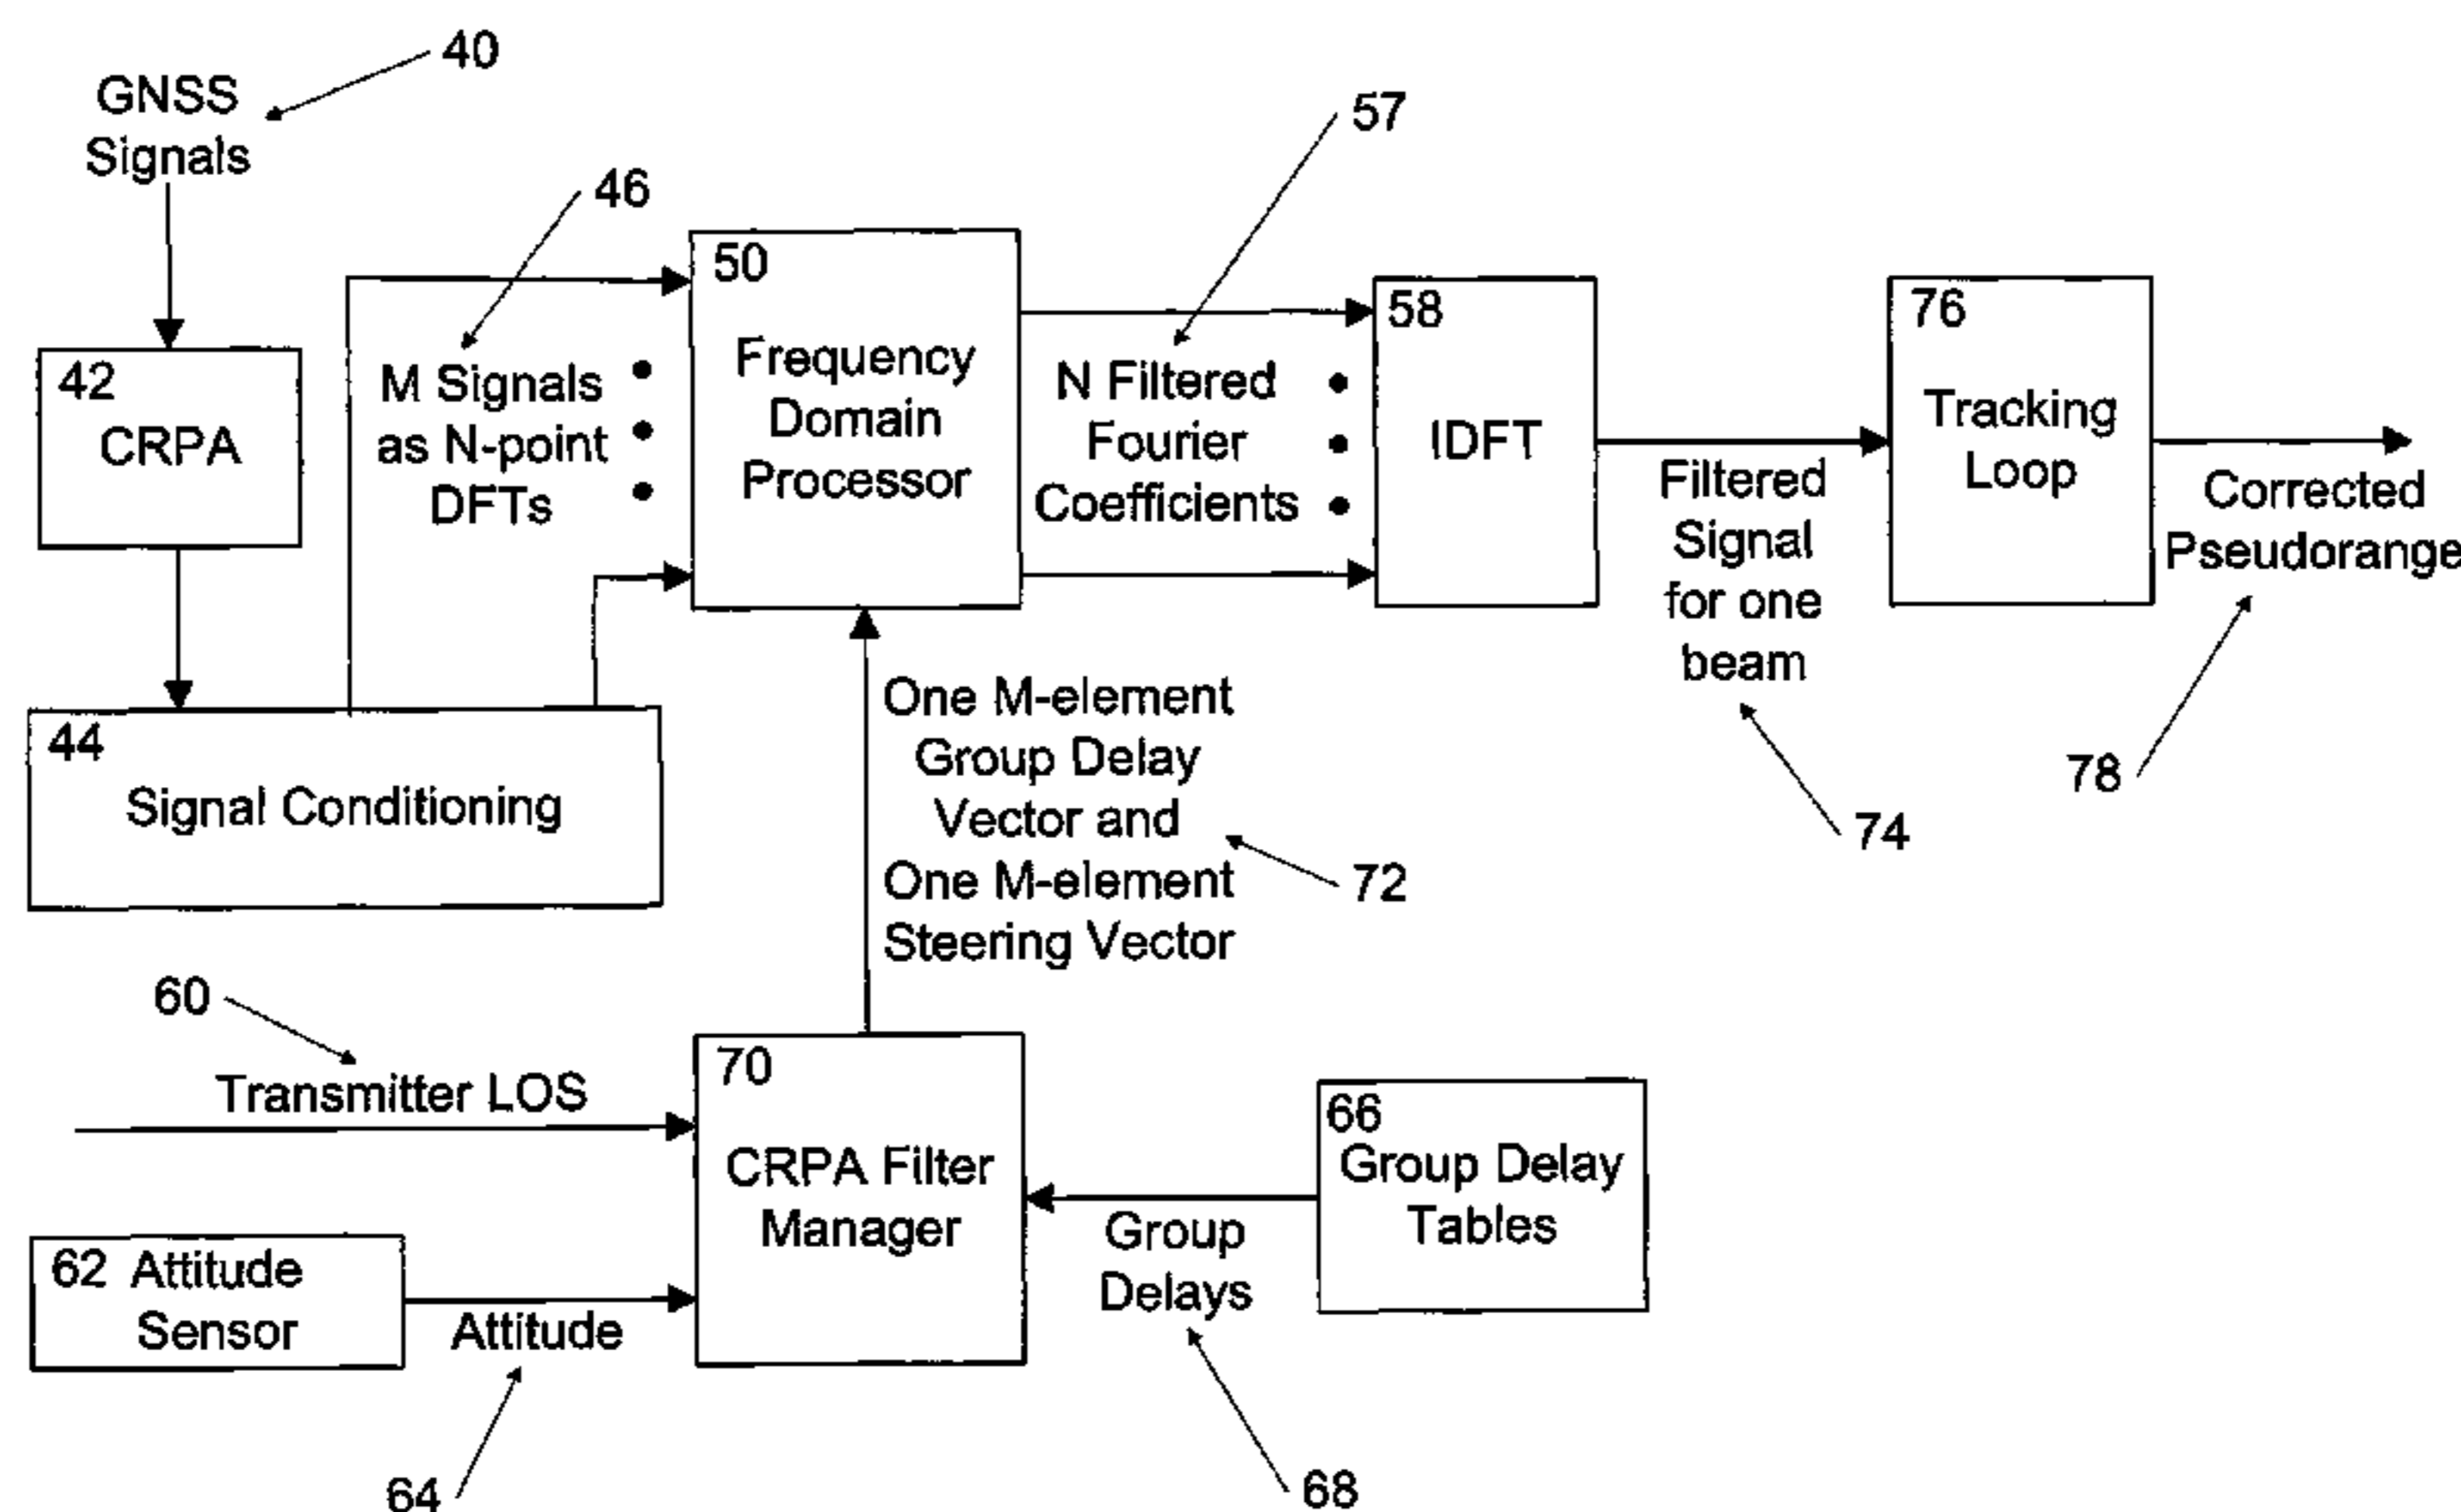 40
GNSS
Signals
57
46
50
Frequency
Domain
Processor
58
IDFT
76
Tracking
Loop
42
CRPA
M Signals
as N-point
DFTs
N Filtered
Fourier
Coefficients
Filtered
Signal
for one
beam
Corrected
Pseudorange
44
Signal Conditioning
One M-element
Group Delay
Vector and
One M-element
Steering Vector
72
74
78
60
Transmitter LOS
70
CRPA Filter
Manager
66
Group Delay
Tables
62 Attitude
Sensor
Attitude
Group
Delays
64
68